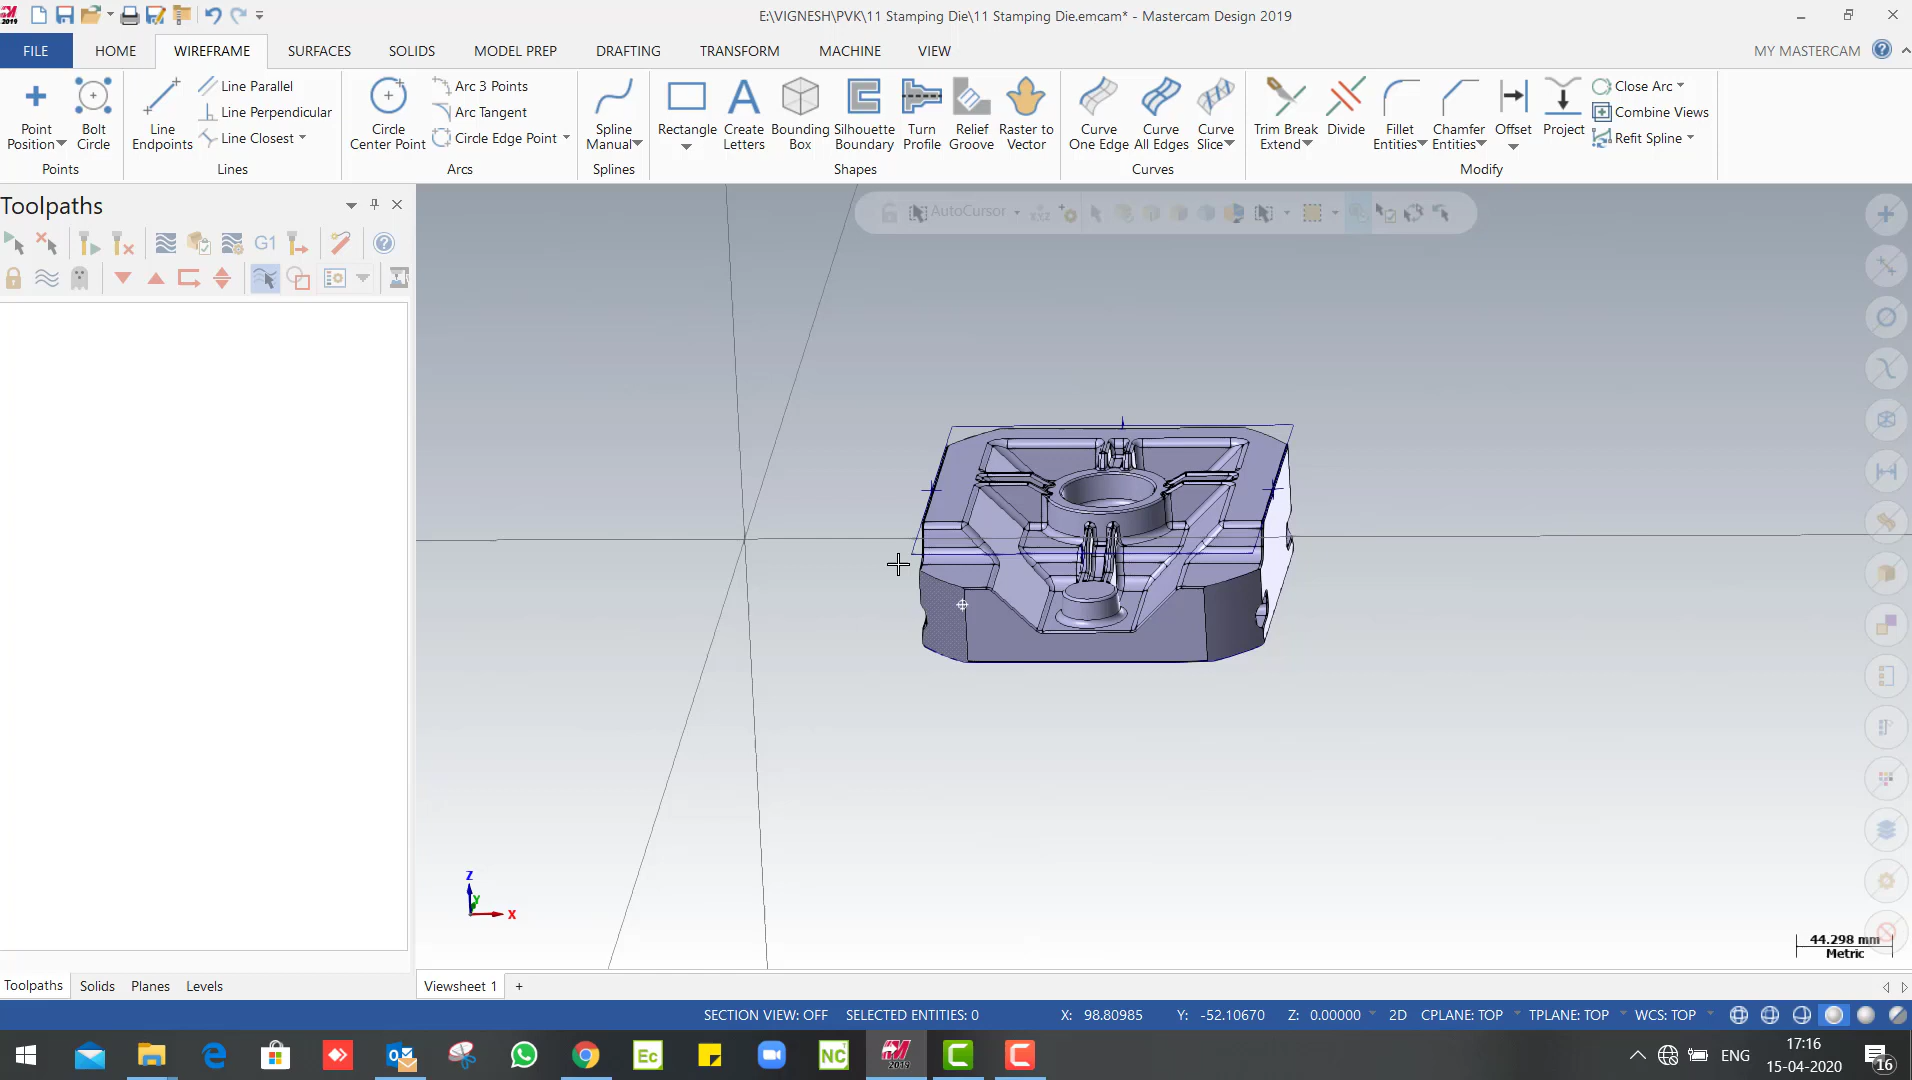 E:\VIGNESH\PVK\11 Stamping Die\11 Stamping Die.emcam* - Mastercam Design 2019
FILE HOME WIREFRAME SURFACES SOLIDS MODEL PREP DRAFTING TRANSFORM MACHINE VIEW MY MASTERCAM
Point Position
Bolt Circle
Points
Line Endpoints
Line Parallel
Line Perpendicular
Line Closest
Lines
Circle Center Point
Arc 3 Points
Arc Tangent
Circle Edge Point
Arcs
Spline Manual
Splines
Rectangle
Create Letters
Bounding Box
Silhouette Boundary
Turn Profile
Relief Groove
Raster to Vector
Shapes
Curve One Edge
Curve All Edges
Curve Slice
Curves
Trim Break Extend
Divide
Fillet Entities
Chamfer Entities
Offset
Project
Close Arc
Combine Views
Refit Spline
Modify
Toolpaths
G1
AutoCursor
Z
Y
X
44.298 mm
Metric
Toolpaths Solids Planes Levels
Viewsheet 1 +
SECTION VIEW: OFF SELECTED ENTITIES: 0 X: 98.80985 Y: -52.10670 Z: 0.00000 2D CPLANE: TOP TPLANE: TOP WCS: TOP
Ec
NC
2019
ENG
17:16
15-04-2020
16